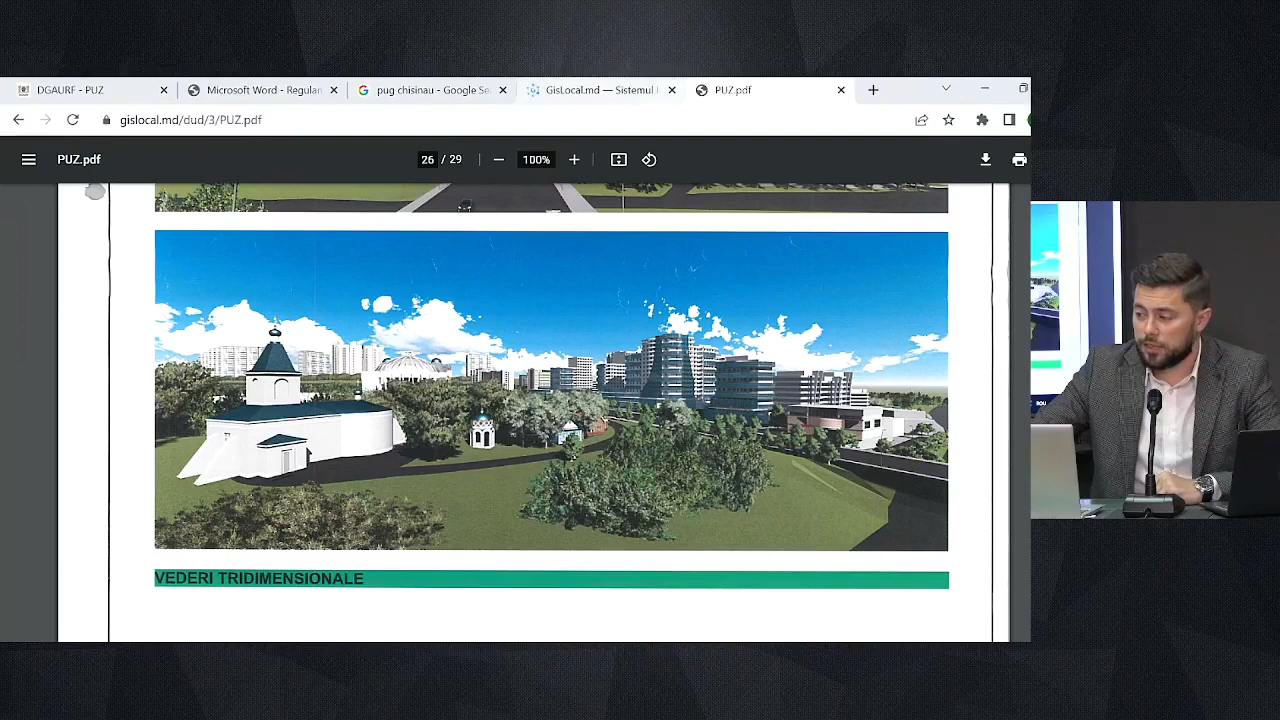 DGAURF - PUZ
Microsoft Word - Regulan
pug chisinau - Google Se
GisLocal.md — Sistemul
PUZ.pdf
gislocal.md/dud/3/PUZ.pdf
PUZ.pdf
26 / 29
100%
VEDERI TRIDIMENSIONALE